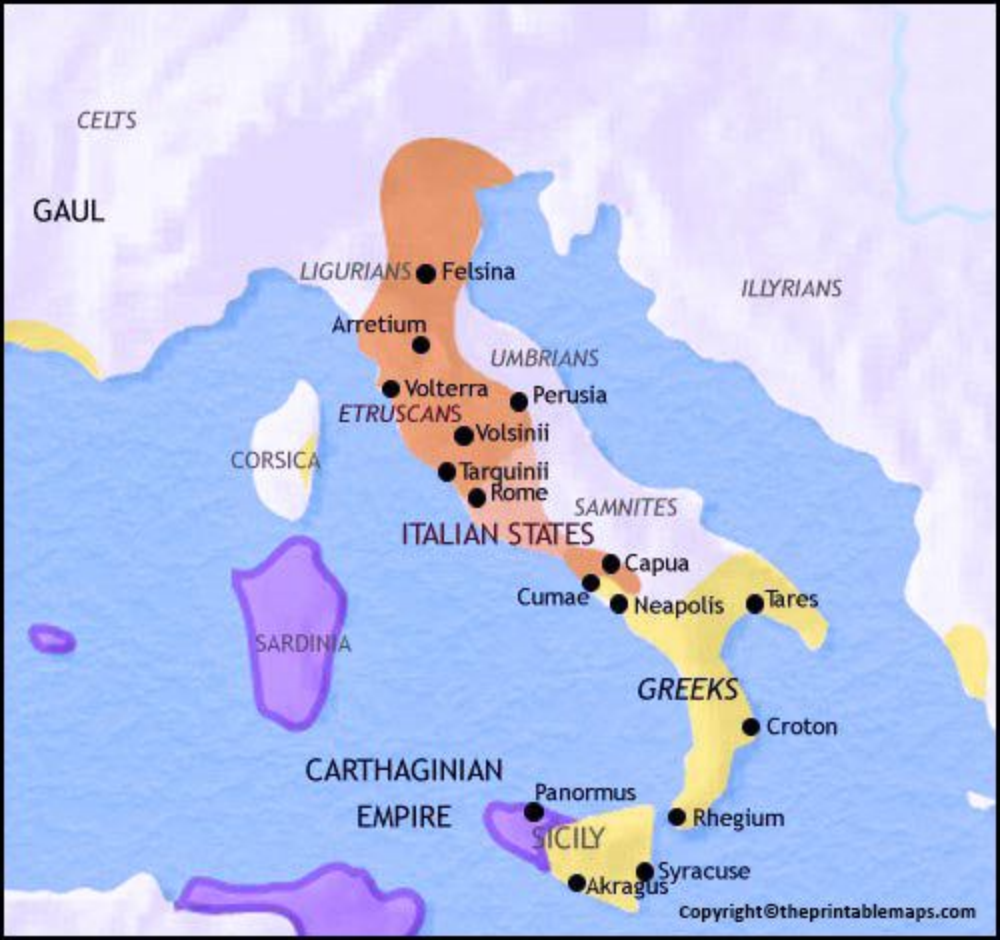 CELTS
GAUL
LIGURIANS
Felsina
ILLYRIANS
Arretium
UMBRIANS
Volterra
Perusia
ETRUSCANS
Volsinii
CORSICA
Tarquinii
Rome
SAMNITES
ITALIAN STATES
Capua
Cumae
Neapolis
Tares
SARDINIA
GREEKS
Croton
CARTHAGINIAN
EMPIRE
Panormus
Rhegium
SICILY
Syracuse
Akragus
Copyright©theprintablemaps.com